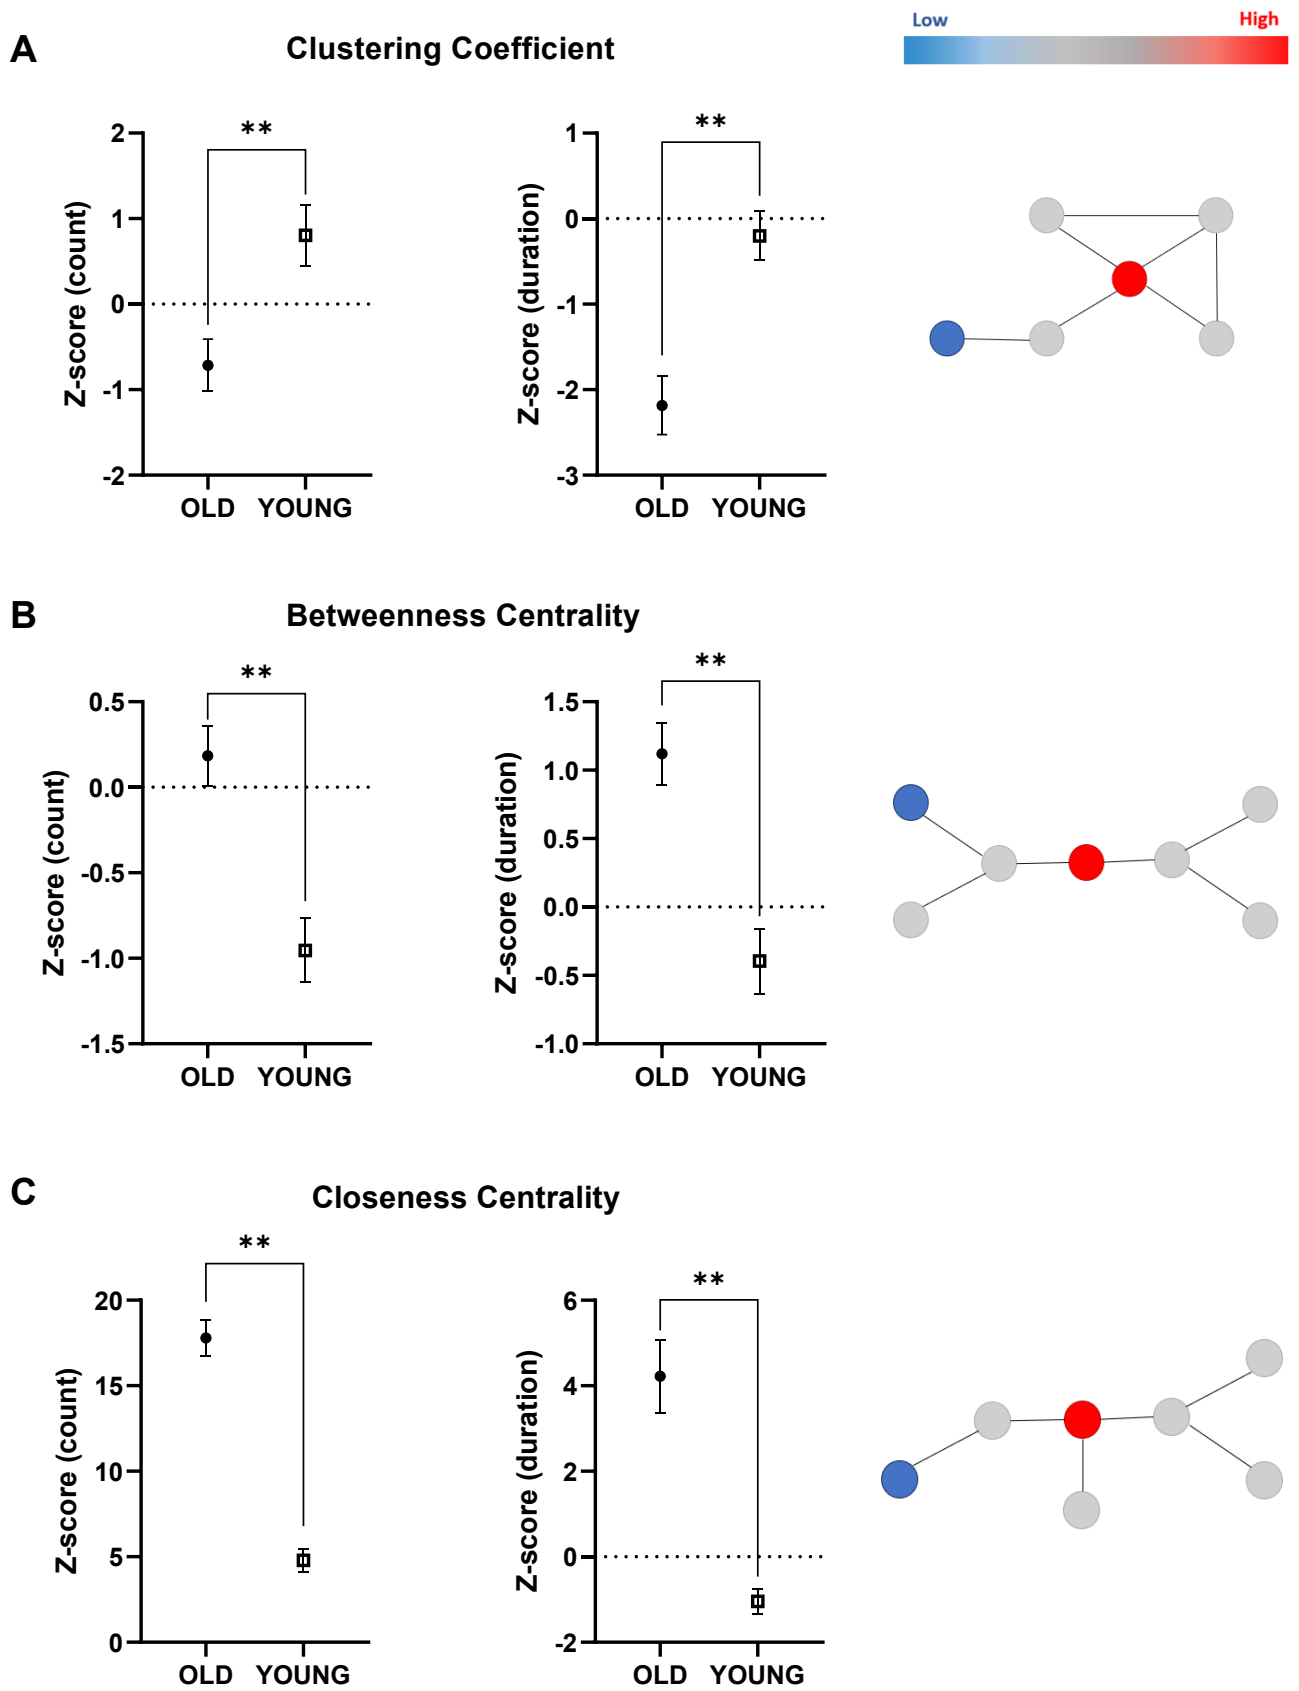 Low High
A Clustering Coefficient
** **
Z-score (count)
2
1
0
-1
-2
OLD YOUNG
Z-score (duration)
1
0
-1
-2
-3
OLD YOUNG
B Betweenness Centrality
** **
Z-score (count)
0.5
0.0
-0.5
-1.0
-1.5
OLD YOUNG
Z-score (duration)
1.5
1.0
0.5
0.0
-0.5
-1.0
OLD YOUNG
C Closeness Centrality
** **
Z-score (count)
20
15
10
5
0
OLD YOUNG
Z-score (duration)
6
4
2
0
-2
OLD YOUNG